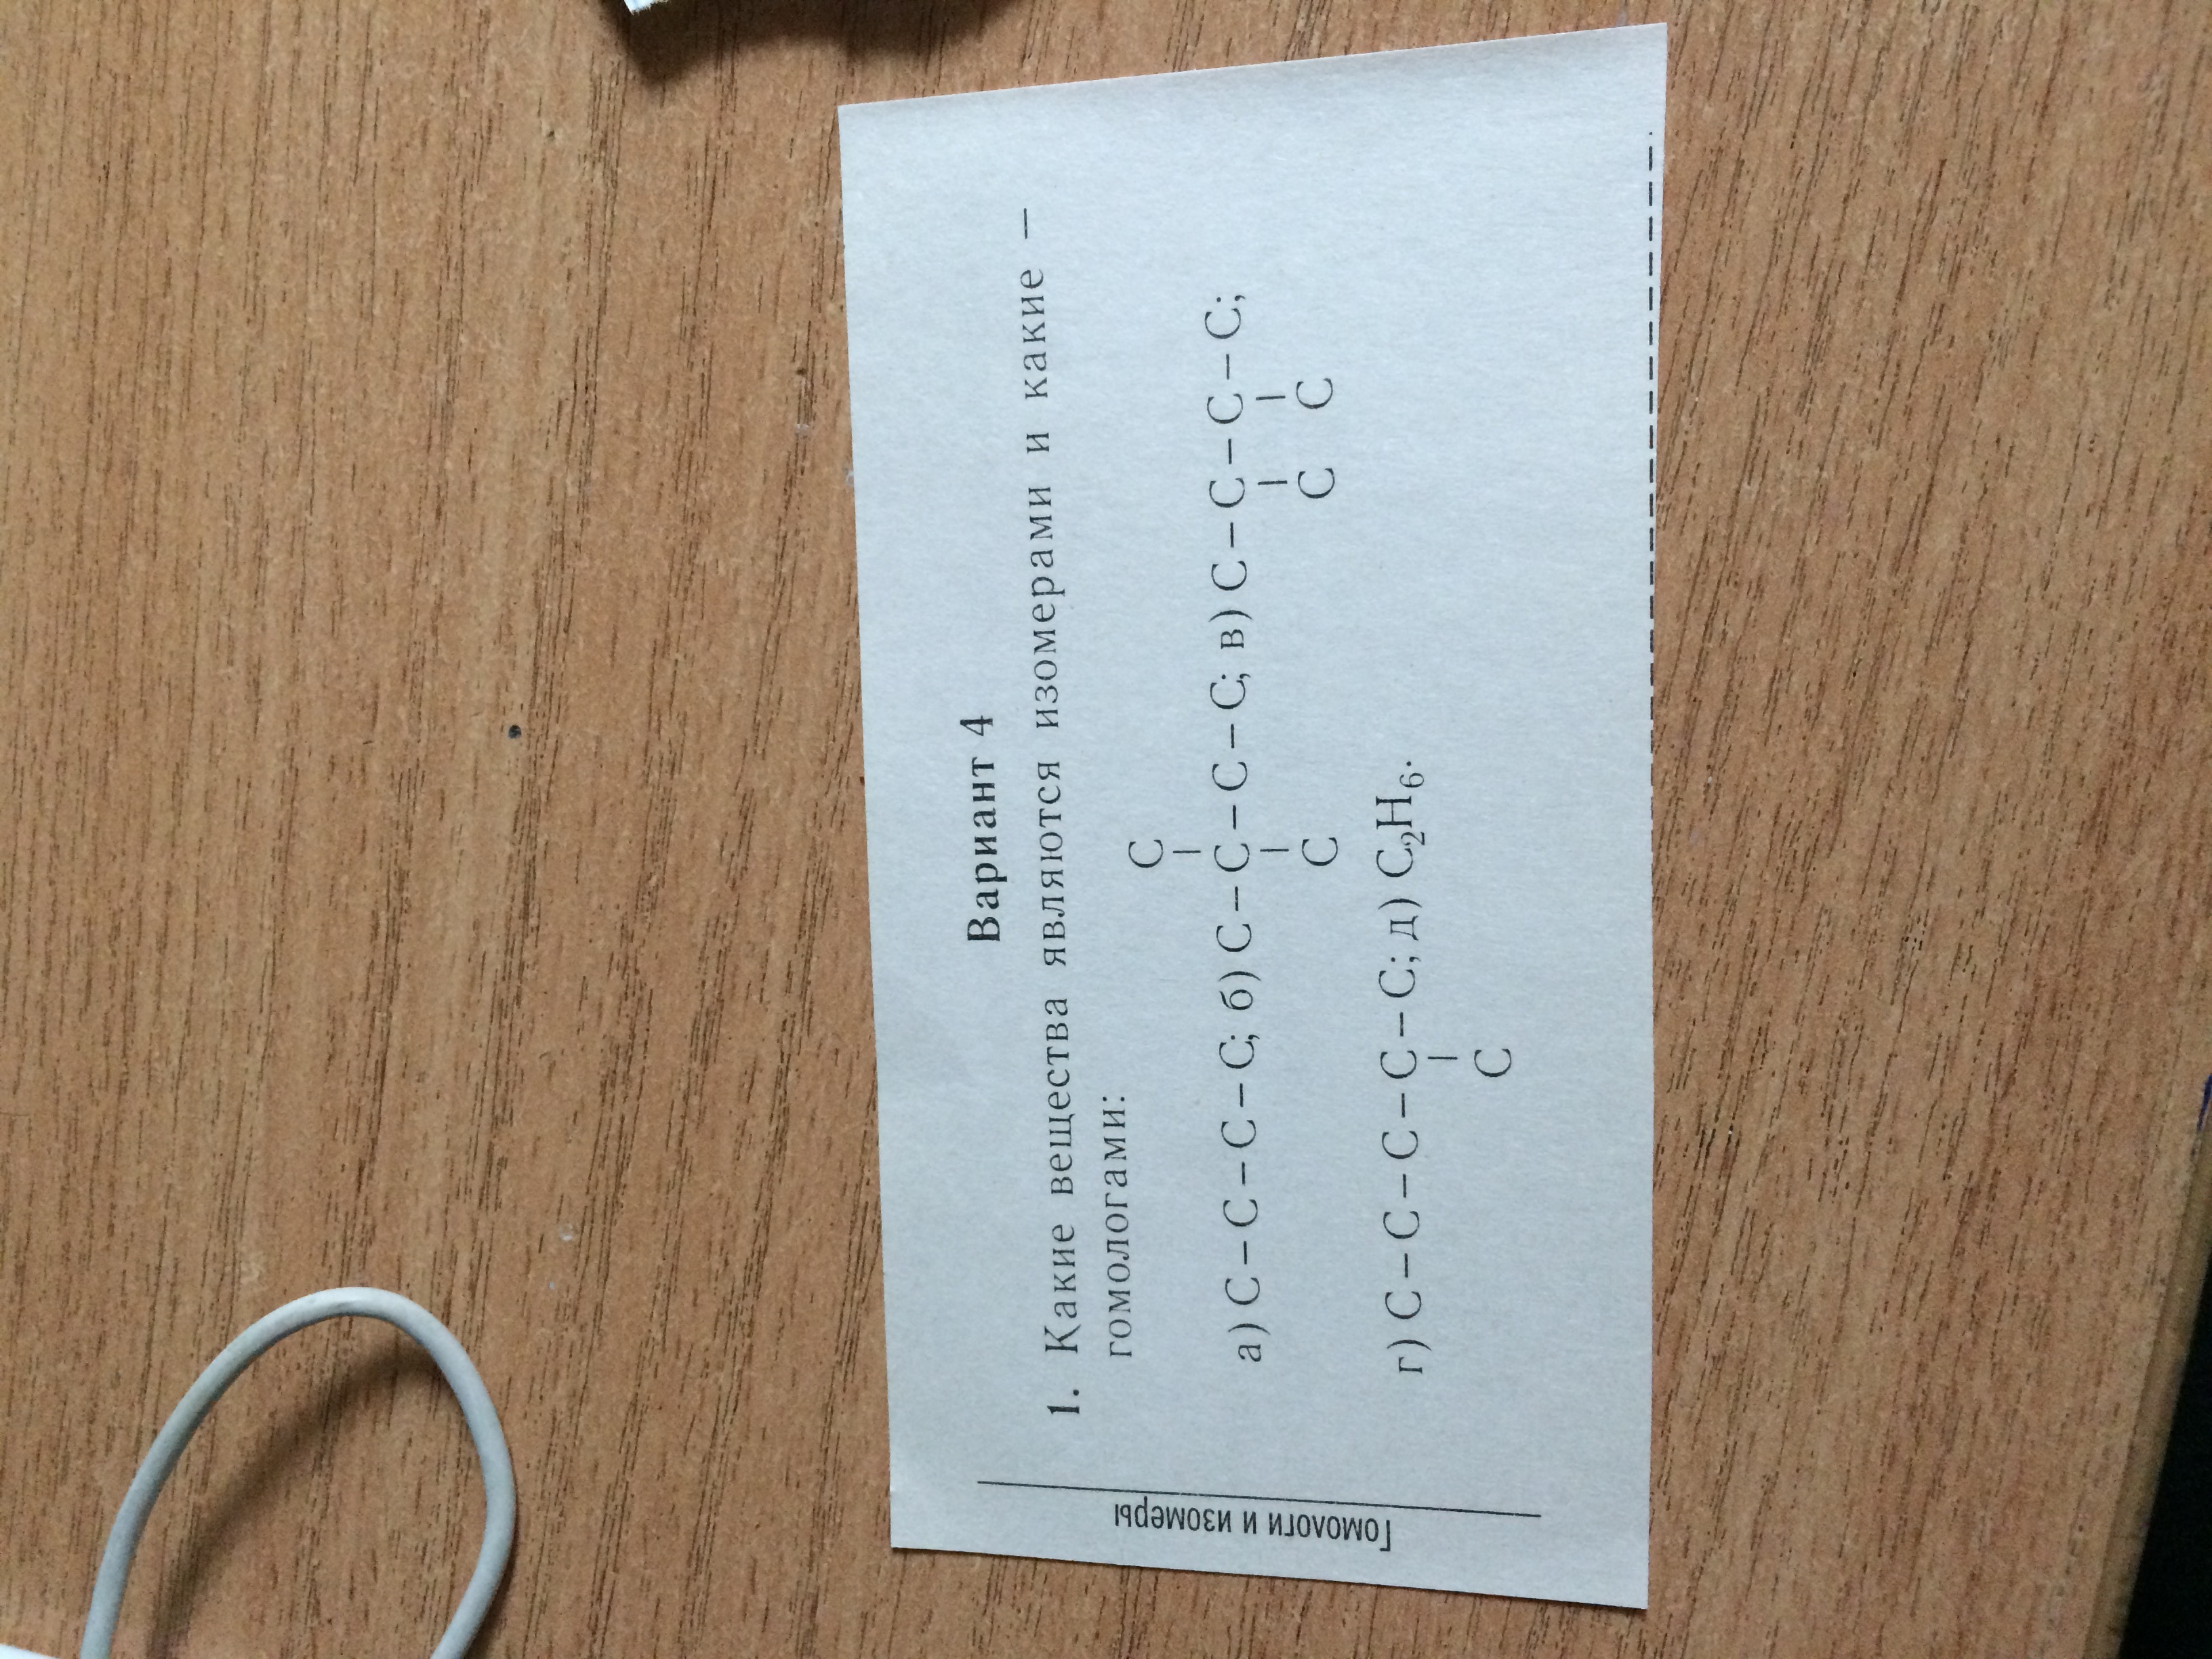 Гомологи и изомеры
Вариант 4
1. Какие вещества являются изомерами и какие –
гомологами:
C
а) C – C – C – C; б) C – C – C – C; в) C – C – C – C;
C C C
г) C – C – C – C – C; д) C₂H₆.
C